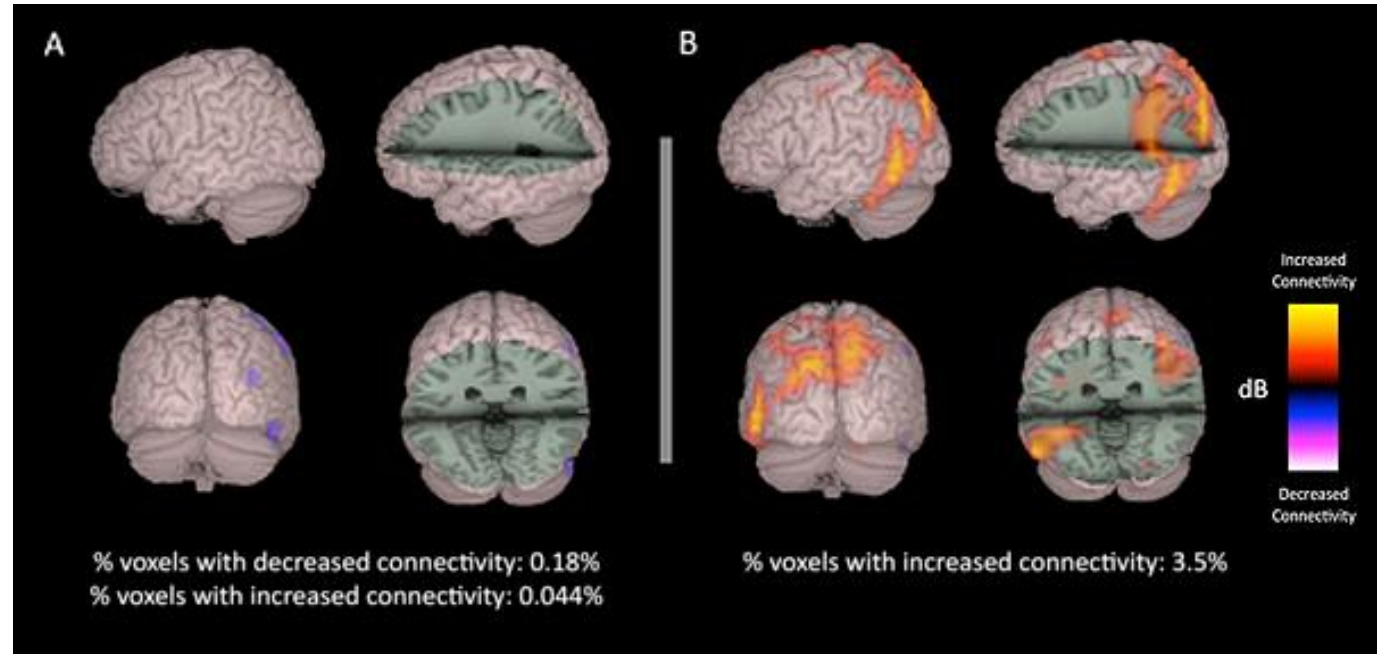 A
B
Increased
Connectivity
dB
Decreased
Connectivity
% voxels with decreased connectivity: 0.18%
% voxels with increased connectivity: 0.044%
% voxels with increased connectivity: 3.5%